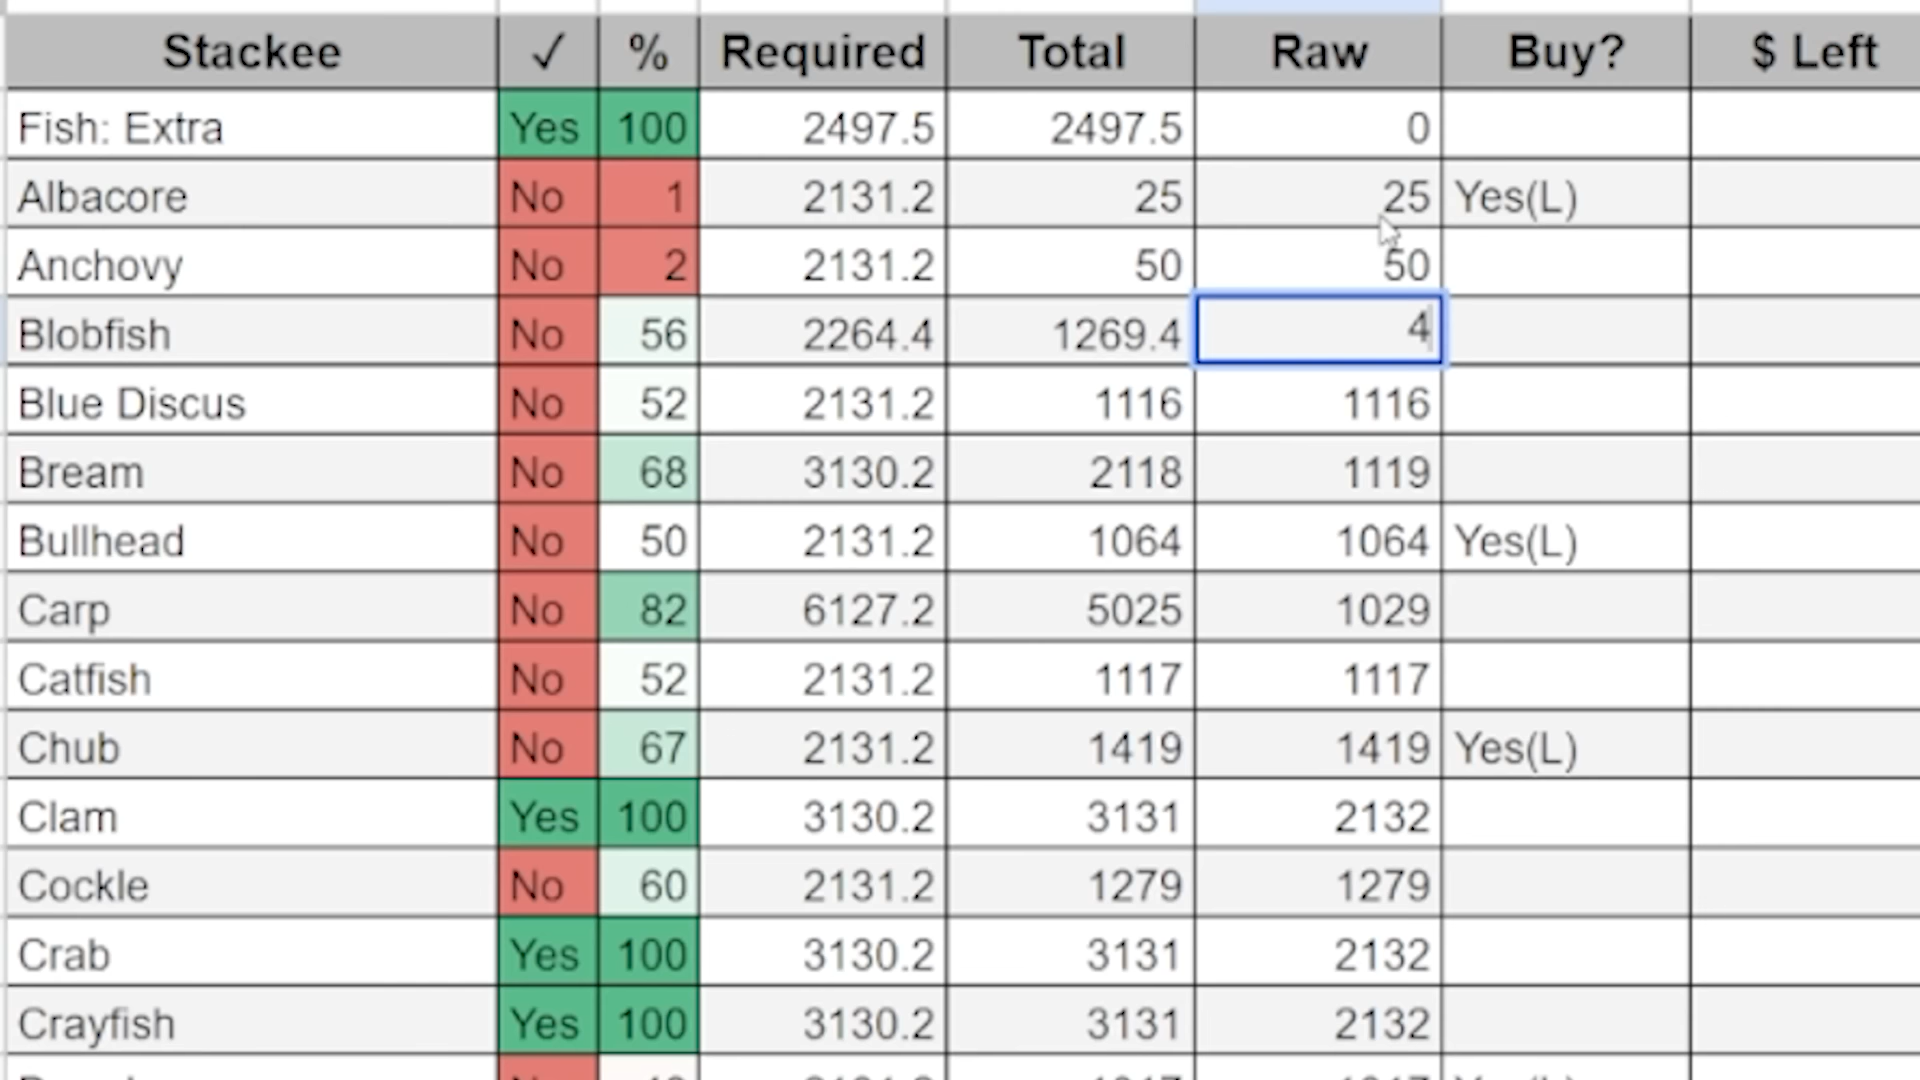 Stackee ✓ % Required Total Raw Buy? $ Left
Fish: Extra Yes 100 2497.5 2497.5 0
Albacore No 1 2131.2 25 25 Yes(L)
Anchovy No 2 2131.2 50 50
Blobfish No 56 2264.4 1269.4 4
Blue Discus No 52 2131.2 1116 1116
Bream No 68 3130.2 2118 1119
Bullhead No 50 2131.2 1064 1064 Yes(L)
Carp No 82 6127.2 5025 1029
Catfish No 52 2131.2 1117 1117
Chub No 67 2131.2 1419 1419 Yes(L)
Clam Yes 100 3130.2 3131 2132
Cockle No 60 2131.2 1279 1279
Crab Yes 100 3130.2 3131 2132
Crayfish Yes 100 3130.2 3131 2132